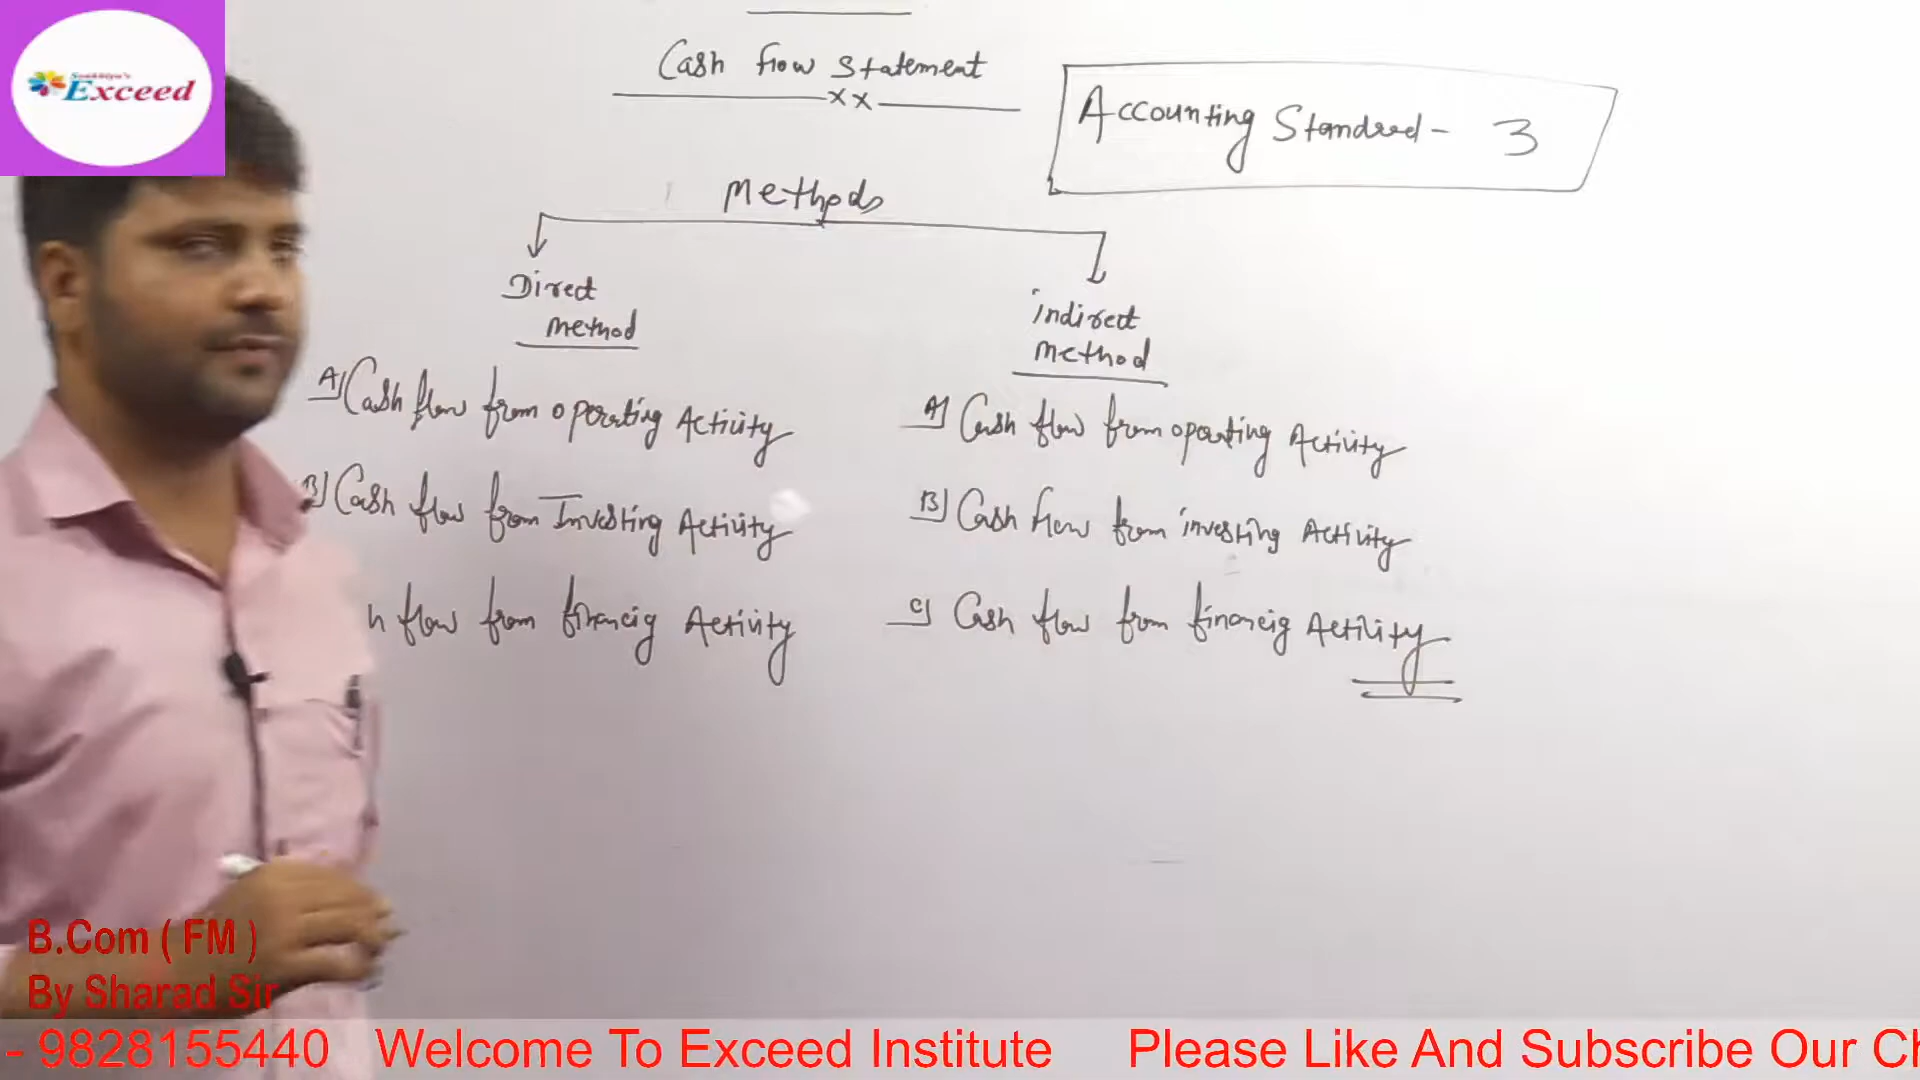 Exceed
Cash flow Statement
Accounting Standard - 3
Methods
Direct
method
indirect
method
A) Cash flow from operating Activity
B) Cash flow from Investing Activity
flow from financig Activity
A) Cash flow from operating Activity
B) Cash flow from investing Activity
C) Cash flow from financig Activity
B.Com ( FM )
By Sharad Sir
- 9828155440 Welcome To Exceed Institute Please Like And Subscribe Our Ch